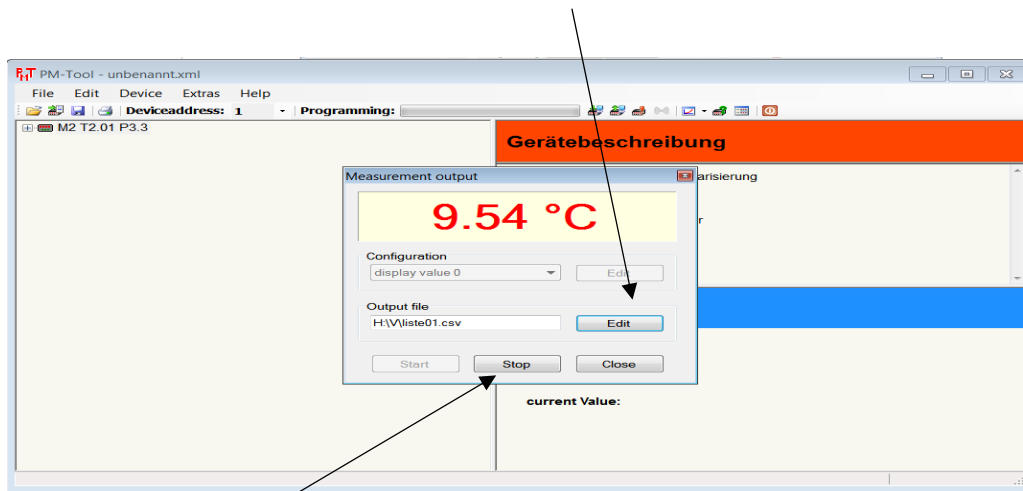 PM-Tool - unbenannt.xml
File Edit Device Extras Help
Deviceaddress: 1 Programming:
M2 T2.01 P3.3
Gerätebeschreibung
arisierung
r
Measurement output
9.54 °C
Configuration
display value 0 Edit
Output file
H:\V\liste01.csv Edit
Start Stop Close
current Value: